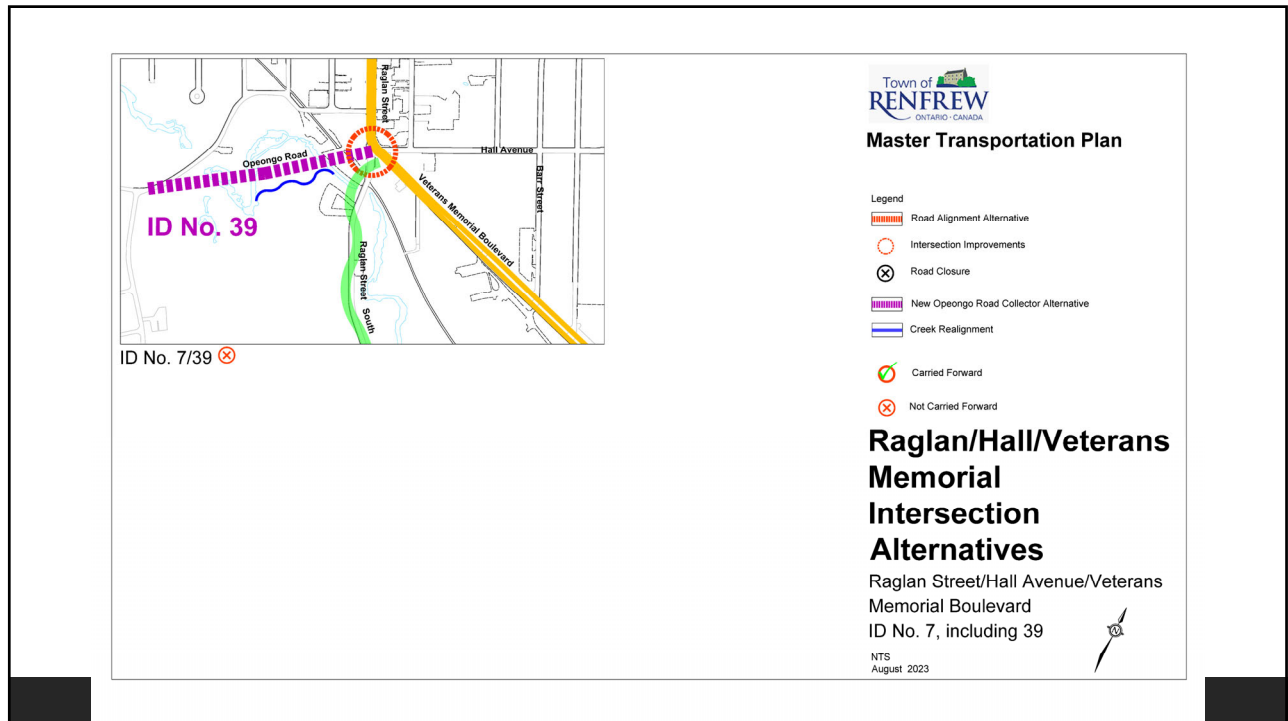 Raglan Street
Opeongo Road
Hall Avenue
Barr Street
Veterans Memorial Boulevard
ID No. 39
Raglan Street South
ID No. 7/39
Town of
RENFREW
ONTARIO · CANADA
Master Transportation Plan
Legend
Road Alignment Alternative
Intersection Improvements
Road Closure
New Opeongo Road Collector Alternative
Creek Realignment
Carried Forward
Not Carried Forward
Raglan/Hall/Veterans
Memorial
Intersection
Alternatives
Raglan Street/Hall Avenue/Veterans
Memorial Boulevard
ID No. 7, including 39
N
NTS
August 2023